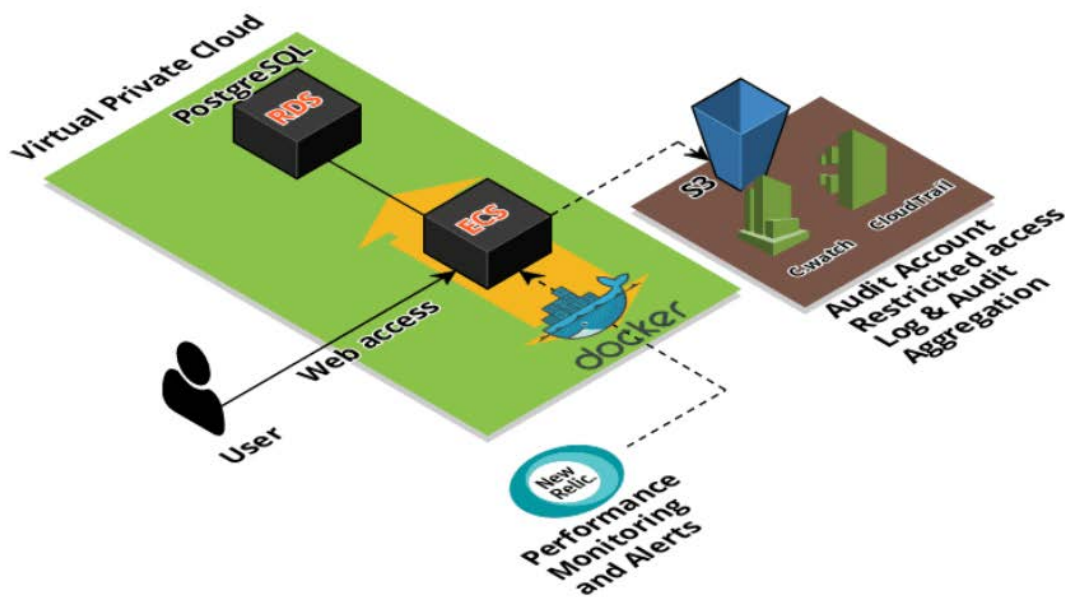 Virtual Private Cloud
PostgreSQL
RDS
ECS
S3
C.watch
CloudTrail
Audit Account
Restricited access
Log & Audit
Aggregation
Web access
docker
User
New
Relic.
Performance
Monitoring
and Alerts